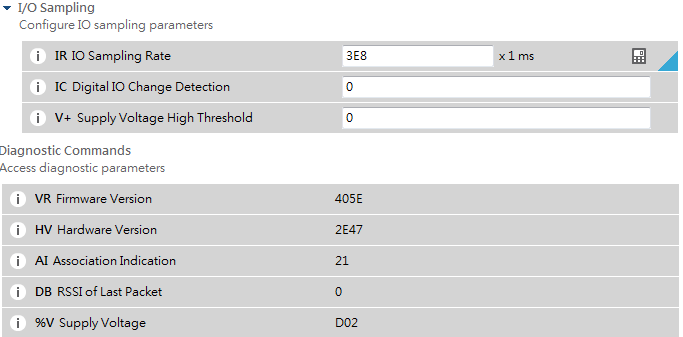 I/O Sampling
Configure IO sampling parameters
i IR IO Sampling Rate 3E8 x 1 ms
i IC Digital IO Change Detection 0
i V+ Supply Voltage High Threshold 0
Diagnostic Commands
Access diagnostic parameters
i VR Firmware Version 405E
i HV Hardware Version 2E47
i AI Association Indication 21
i DB RSSI of Last Packet 0
i %V Supply Voltage D02